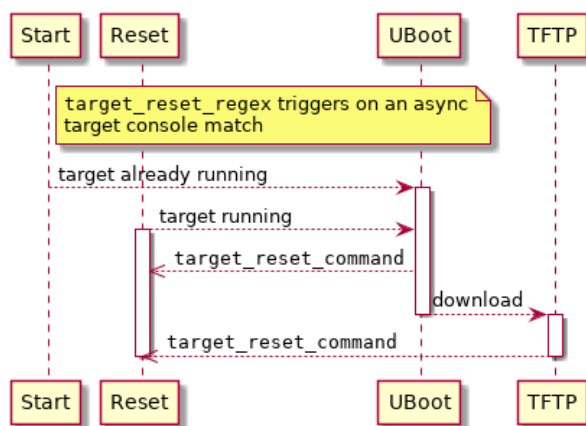 Start Reset UBoot TFTP
target_reset_regex triggers on an async
target console match
target already running
target running
target_reset_command
download
target_reset_command
Start Reset UBoot TFTP